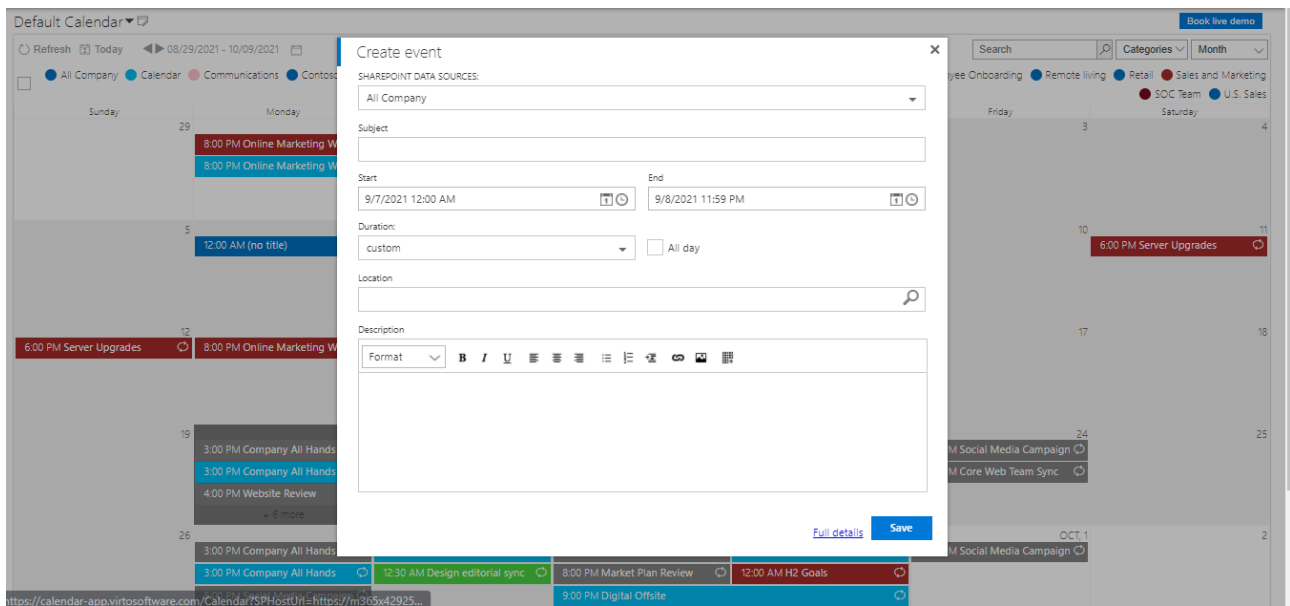 Default Calendar
Book live demo
Refresh Today 08/29/2021 - 10/09/2021
Search Categories Month
All Company Calendar Communications
Onboarding Remote living Retail Sales and Marketing
SOC Team U.S. Sales
Sunday Monday Friday Saturday
29 3 4
8:00 PM Online Marketing
8:00 PM Online Marketing
5 10 11
12:00 AM (no title) 6:00 PM Server Upgrades
12 17 18
6:00 PM Server Upgrades 8:00 PM Online Marketing
19 24 25
3:00 PM Company All Hands Social Media Campaign
3:00 PM Company All Hands Core Web Team Sync
4:00 PM Website Review
+ 6 more
26 OCT, 1 2
3:00 PM Company All Hands Social Media Campaign
3:00 PM Company All Hands 12:30 AM Design editorial sync 8:00 PM Market Plan Review 12:00 AM H2 Goals
9:00 PM Digital Offsite
https://calendar-app.virtosoftware.com/Calendar?SPHostUrl=https://m365x42925...
Create event
SHAREPOINT DATA SOURCES:
All Company
Subject
Start End
9/7/2021 12:00 AM 9/8/2021 11:59 PM
Duration:
custom All day
Location
Description
Format B I U
Full details Save